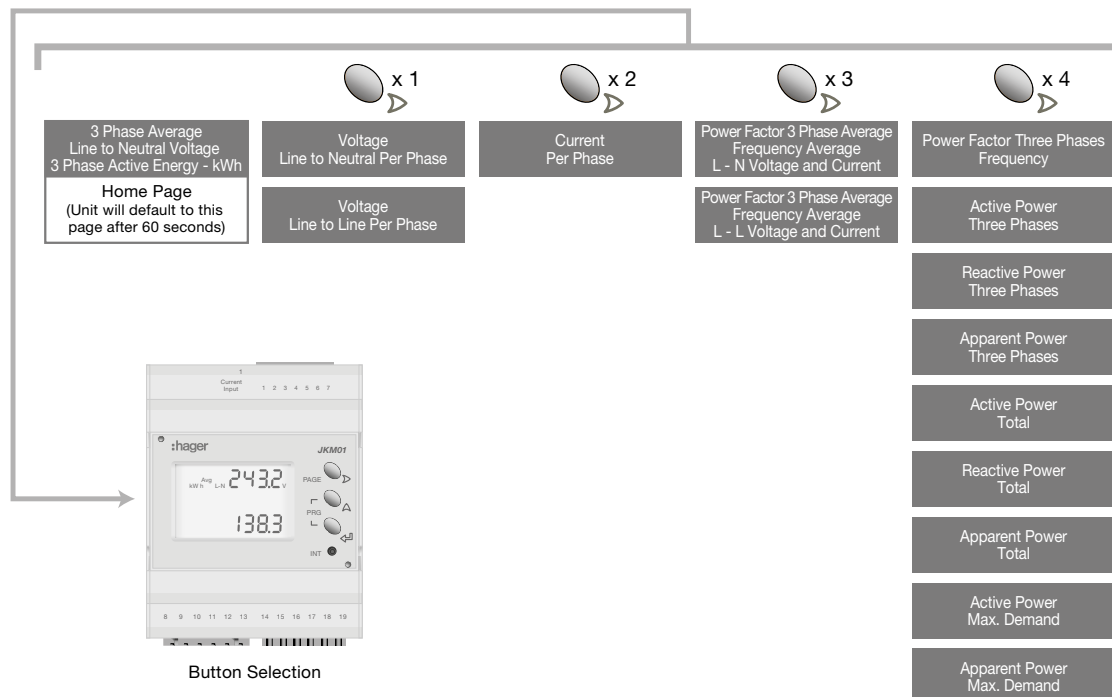 x 1
x 2
x 3
x 4
3 Phase Average
Line to Neutral Voltage
3 Phase Active Energy - kWh
Home Page
(Unit will default to this
page after 60 seconds)
Voltage
Line to Neutral Per Phase
Voltage
Line to Line Per Phase
Current
Per Phase
Power Factor 3 Phase Average
Frequency Average
L - N Voltage and Current
Power Factor 3 Phase Average
Frequency Average
L - L Voltage and Current
Power Factor Three Phases
Frequency
Active Power
Three Phases
Reactive Power
Three Phases
Apparent Power
Three Phases
Active Power
Total
Reactive Power
Total
Apparent Power
Total
Active Power
Max. Demand
Apparent Power
Max. Demand
1
Current
Input
1 2 3 4 5 6 7
:hager
JKM01
Avg
kW h L-N 243.2 V
138.3
PAGE
PRG
INT
8 9 10 11 12 13 14 15 16 17 18 19
Button Selection